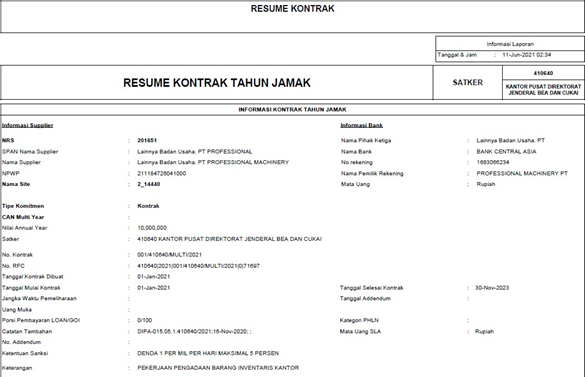 RESUME KONTRAK
Informasi Laporan
Tanggal & Jam : 11-Jun-2021 02:34
RESUME KONTRAK TAHUN JAMAK
SATKER
410640
KANTOR PUSAT DIREKTORAT
JENDERAL BEA DAN CUKAI
INFORMASI KONTRAK TAHUN JAMAK
Informasi Supplier
NRS : 201651
SPAN Nama Supplier : Lainnya Badan Usaha. PT PROFESSIONAL
Nama Supplier : Lainnya Badan Usaha. PT PROFESSIONAL MACHINERY
NPWP : 211184726041000
Nama Site : 2_14440
Informasi Bank
Nama Pihak Ketiga : Lainnya Badan Usaha. PT
Nama Bank : BANK CENTRAL ASIA
No rekening : 1683066234
Nama Pemilik Rekening : PROFESSIONAL MACHINERY PT
Mata Uang : Rupiah
Tipe Komitmen : Kontrak
CAN Multi Year :
Nilai Annual Year : 10,000,000
Satker : 410640 KANTOR PUSAT DIREKTORAT JENDERAL BEA DAN CUKAI
No. Kontrak : 001/410640/MULTI/2021
No. RFC : 410640|2021|001/410640/MULTI/2021|0|71697
Tanggal Kontrak Dibuat : 01-Jan-2021
Tanggal Mulai Kontrak : 01-Jan-2021 Tanggal Selesai Kontrak : 30-Nov-2023
Jangka Waktu Pemeliharaan : Tanggal Addendum :
Uang Muka :
Porsi Pembayaran LOAN/GOI : 0/100 Kategori PHLN :
Catatan Tambahan : DIPA-015.05.1.410640/2021;16-Nov-2020; ; Mata Uang SLA : Rupiah
No. Addendum :
Ketentuan Sanksi : DENDA 1 PER MIL PER HARI MAKSIMAL 5 PERSEN
Keterangan : PEKERJAAN PENGADAAN BARANG INVENTARIS KANTOR